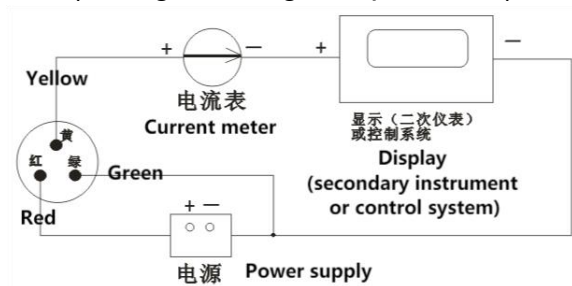 + — + —
Yellow
电流表
Current meter
显示（二次仪表）
或控制系统
Display
(secondary instrument
or control system)
黄
红 绿
Green
Red
+ —
电源 Power supply